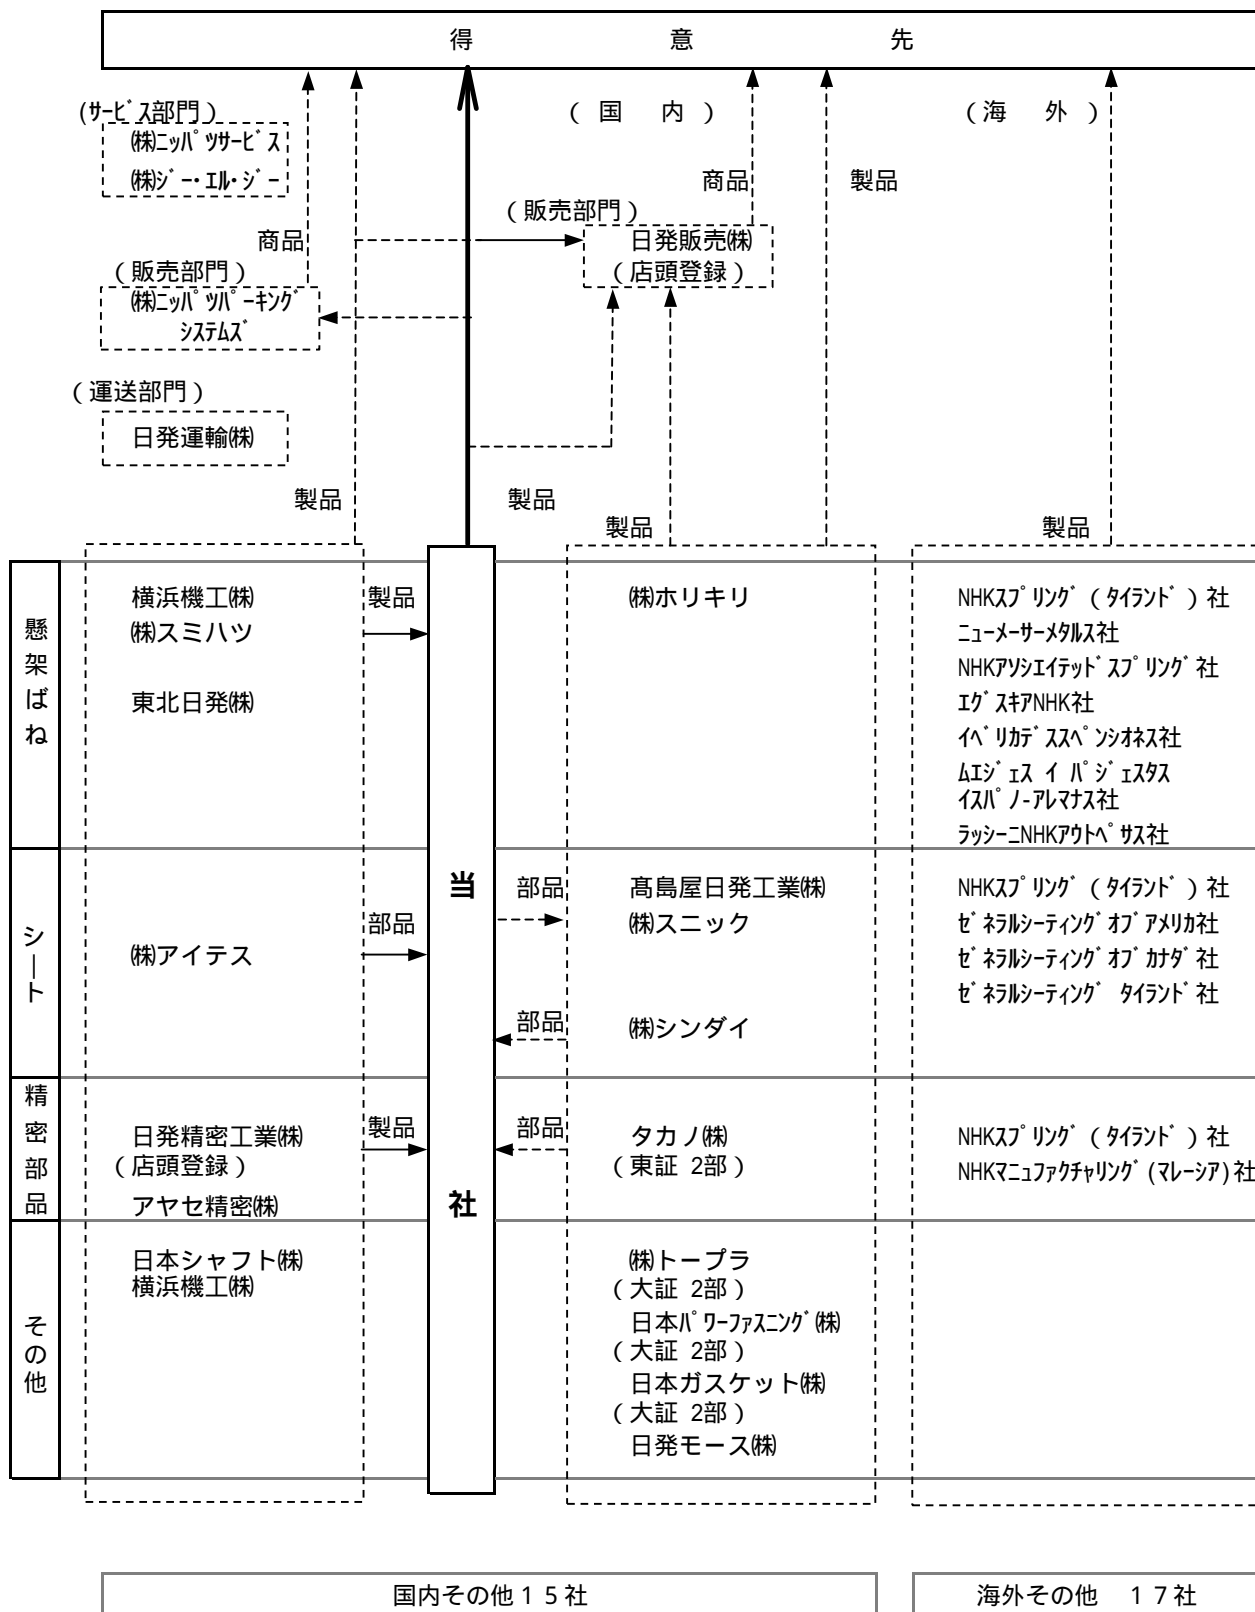 得　意　先
(ｻｰﾋﾞｽ部門)
㈱ﾆｯﾊﾟﾂｻｰﾋﾞｽ
㈱ｼﾞｰ･ｴﾙ･ｼﾞｰ
(国　内)
(海　外)
商品
製品
(販売部門)
日発販売㈱
(店頭登録)
商品
(販売部門)
㈱ﾆｯﾊﾟﾂﾊﾟｰｷﾝｸﾞ
ｼｽﾃﾑｽﾞ
(運送部門)
日発運輸㈱
製品
製品
製品
製品
懸架ばね
横浜機工㈱
㈱スミハツ
東北日発㈱
製品
㈱ホリキリ
NHKｽﾌﾟﾘﾝｸﾞ(ﾀｲﾗﾝﾄﾞ)社
ﾆｭｰﾒｰｻｰﾒﾀﾙｽ社
NHKｱｿｼｴｲﾃｯﾄﾞｽﾌﾟﾘﾝｸﾞ社
ｴｸﾞｽｷｱNHK社
ｲﾍﾞﾘｶﾃﾞｽｽﾍﾟﾝｼｵﾈｽ社
ﾑｴｼﾞｪｽ ｲ ﾊﾟｼﾞｪｽﾀｽ
ｲｽﾊﾟﾉ-ｱﾚﾏﾅｽ社
ﾗｯｼｰﾆNHKｱｳﾄﾍﾟｻｽ社
シート
㈱アイテス
部品
当社
部品
髙島屋日発工業㈱
㈱スニック
部品
㈱シンダイ
NHKｽﾌﾟﾘﾝｸﾞ(ﾀｲﾗﾝﾄﾞ)社
ｾﾞﾈﾗﾙｼｰﾃｨﾝｸﾞｵﾌﾞｱﾒﾘｶ社
ｾﾞﾈﾗﾙｼｰﾃｨﾝｸﾞｵﾌﾞｶﾅﾀﾞ社
ｾﾞﾈﾗﾙｼｰﾃｨﾝｸﾞ ﾀｲﾗﾝﾄﾞ社
精密部品
日発精密工業㈱
(店頭登録)
アヤセ精密㈱
製品
部品
タカノ㈱
(東証 2部)
NHKｽﾌﾟﾘﾝｸﾞ(ﾀｲﾗﾝﾄﾞ)社
NHKﾏﾆｭﾌｧｸﾁｬﾘﾝｸﾞ(ﾏﾚｰｼｱ)社
その他
日本シャフト㈱
横浜機工㈱
㈱トープラ
(大証 2部)
日本ﾊﾟﾜｰﾌｧｽﾆﾝｸﾞ㈱
(大証 2部)
日本ガスケット㈱
(大証 2部)
日発モース㈱
国内その他１５社
海外その他　１７社